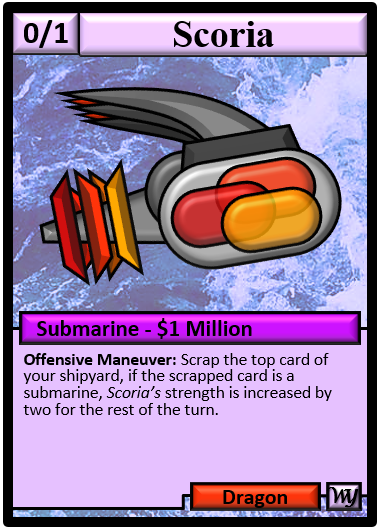 0/1
Scoria
Submarine - $1 Million
Offensive Maneuver: Scrap the top card of
your shipyard, if the scrapped card is a
submarine, Scoria's strength is increased by
two for the rest of the turn.
Dragon
WY